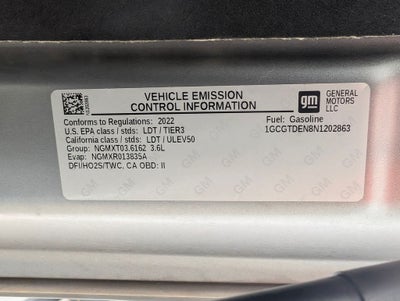 VEHICLE EMISSION
CONTROL INFORMATION
gm
GENERAL
MOTORS
LLC
Conforms to Regulations: 2022
Fuel: Gasoline
U.S. EPA class / stds: LDT / TIER3
1GCGTDEN8N1202863
California class / stds: LDT / ULEV50
Group: NGMXT03.6162 3.6L
Evap: NGMXR013835A
DFI/HO2S/TWC, CA OBD: II